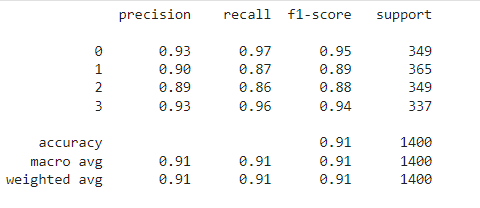 precision recall f1-score support
0 0.93 0.97 0.95 349
1 0.90 0.87 0.89 365
2 0.89 0.86 0.88 349
3 0.93 0.96 0.94 337
accuracy 0.91 1400
macro avg 0.91 0.91 0.91 1400
weighted avg 0.91 0.91 0.91 1400